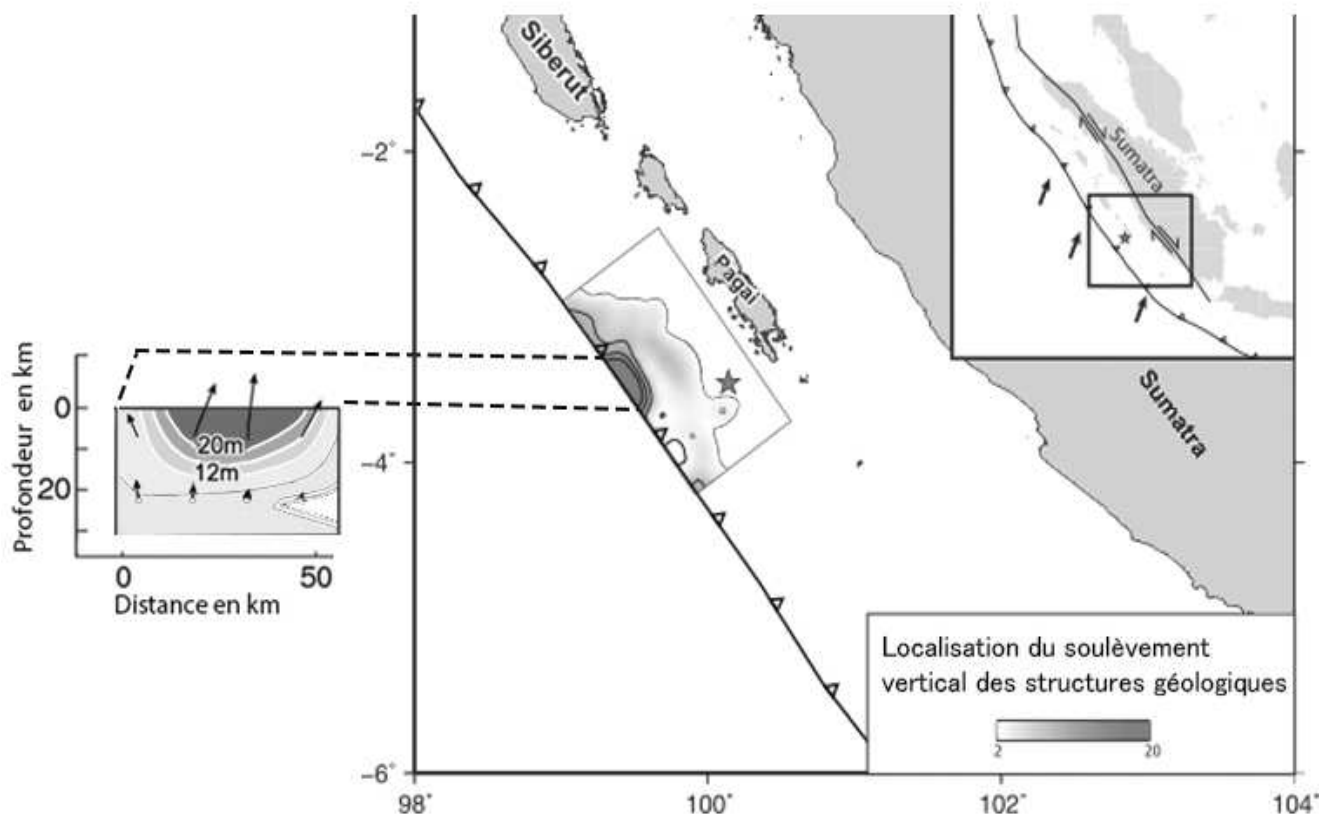 Siberut
Sumatra
-2°
Pagai
Profondeur en km
0
20m
12m
20
0
50
Distance en km
Sumatra
-4°
Localisation du soulèvement
vertical des structures géologiques
2
20
-6°
98°
100°
102°
104°